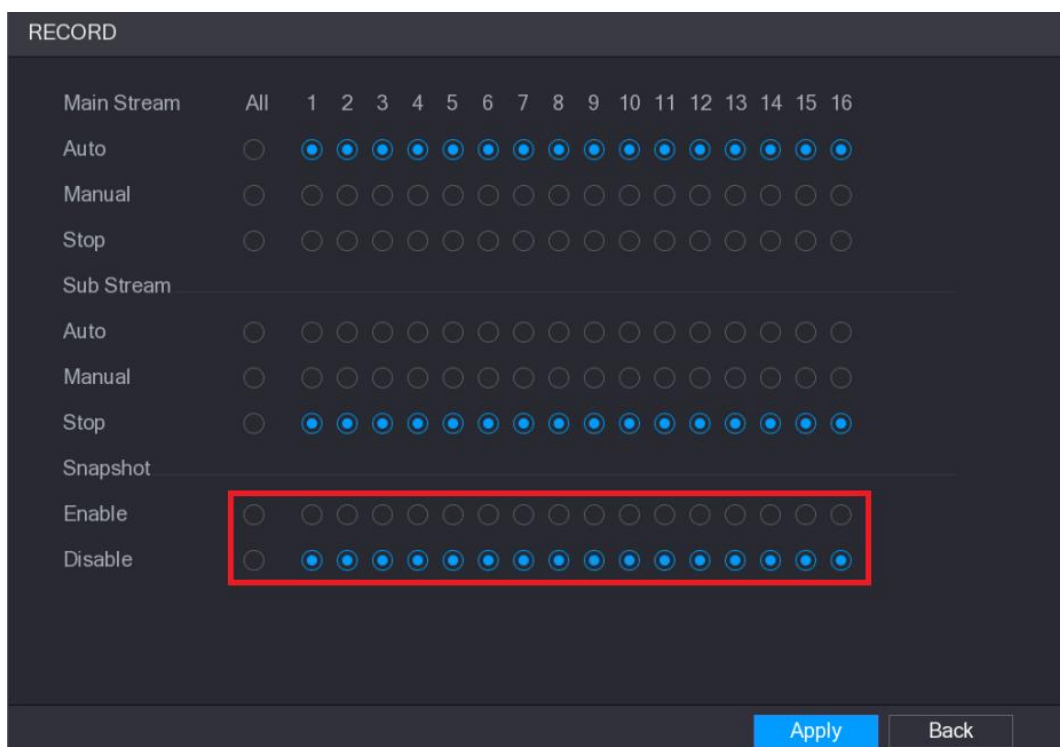 RECORD
Main Stream All 1 2 3 4 5 6 7 8 9 10 11 12 13 14 15 16
Auto
Manual
Stop
Sub Stream
Auto
Manual
Stop
Snapshot
Enable
Disable
Apply Back